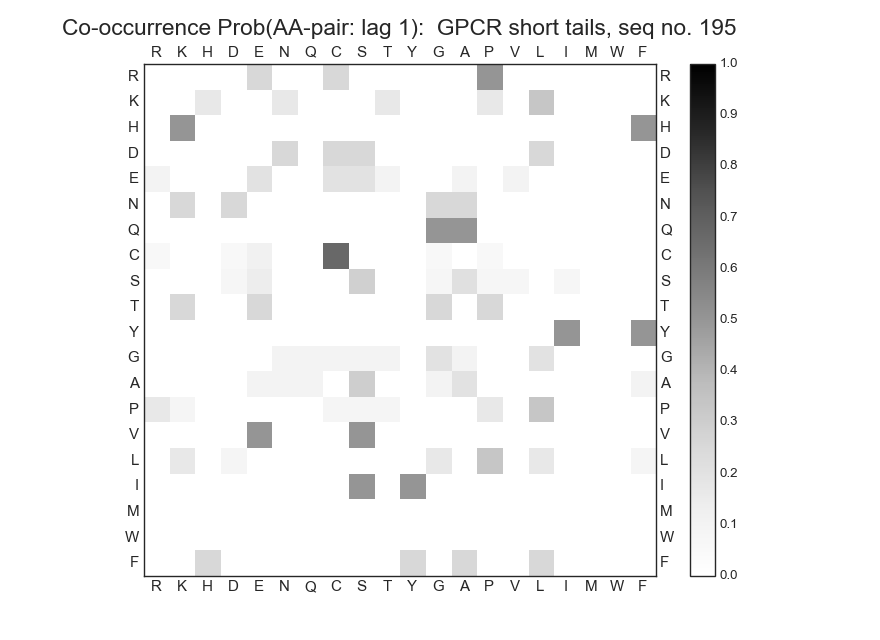 Co-occurrence Prob(AA-pair: lag 1):  GPCR short tails, seq no. 195
R K H D E N Q C S T Y G A P V L I M W F
R R 1.0
K K 0.9
H H 0.8
D D
E E 0.7
N N
Q Q 0.6
C C
S S
T T 0.5
Y Y
G G 0.4
A A
P P 0.3
V V
L L 0.2
I I
M M 0.1
W W
F F 0.0
R K H D E N Q C S T Y G A P V L I M W F